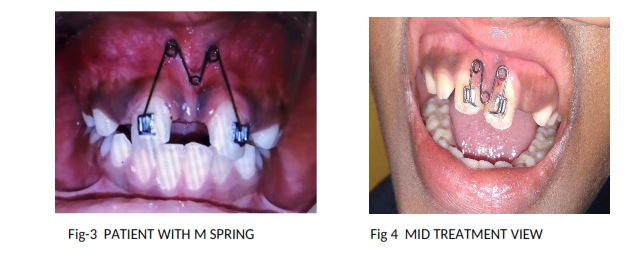 Fig-3 PATIENT WITH M SPRING
Fig 4 MID TREATMENT VIEW